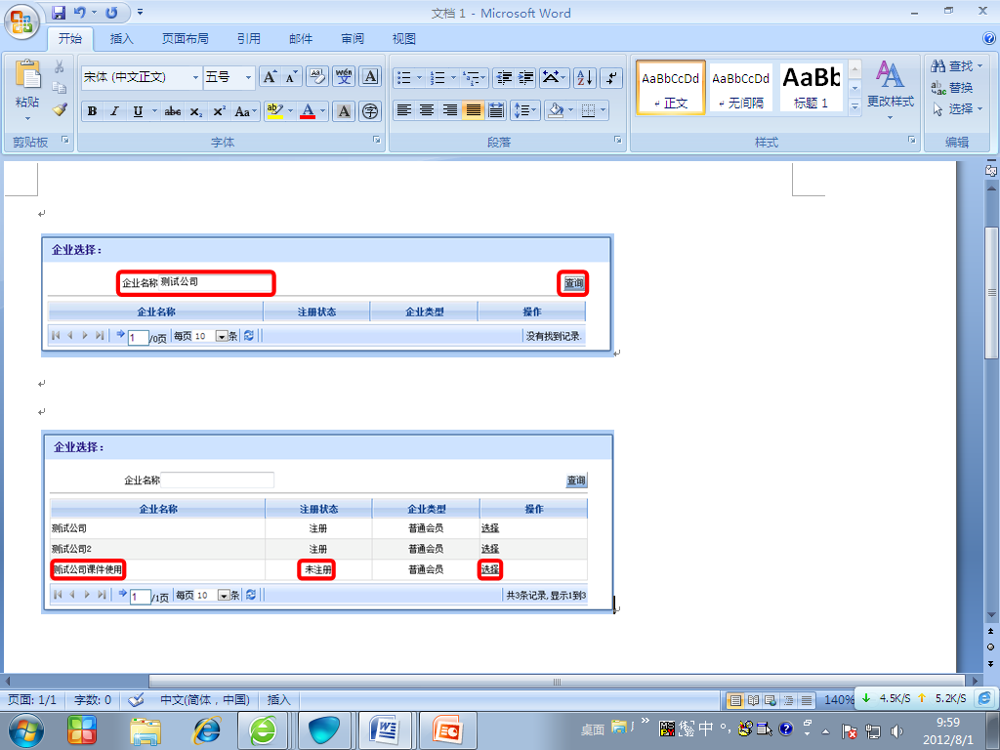 文档 1 - Microsoft Word
开始 插入 页面布局 引用 邮件 审阅 视图
粘贴
宋体 (中文正文) 五号
AaBbCcDd AaBbCcDd AaBb
正文 无间隔 标题 1
更改样式
查找
替换
选择
剪贴板 字体 段落 样式 编辑
企业选择：
企业名称 测试公司 查询
企业名称 注册状态 企业类型 操作
1 /0页 每页 10 条 没有找到记录.
企业选择：
企业名称 查询
企业名称 注册状态 企业类型 操作
测试公司 注册 普通会员 选择
测试公司2 注册 普通会员 选择
测试公司课件使用 未注册 普通会员 选择
1 /1页 每页 10 条 共3条记录, 显示1到3
页面: 1/1 字数: 0 中文(简体，中国) 插入 140% 4.5K/S 5.2K/S
桌面 中 9:59
2012/8/1